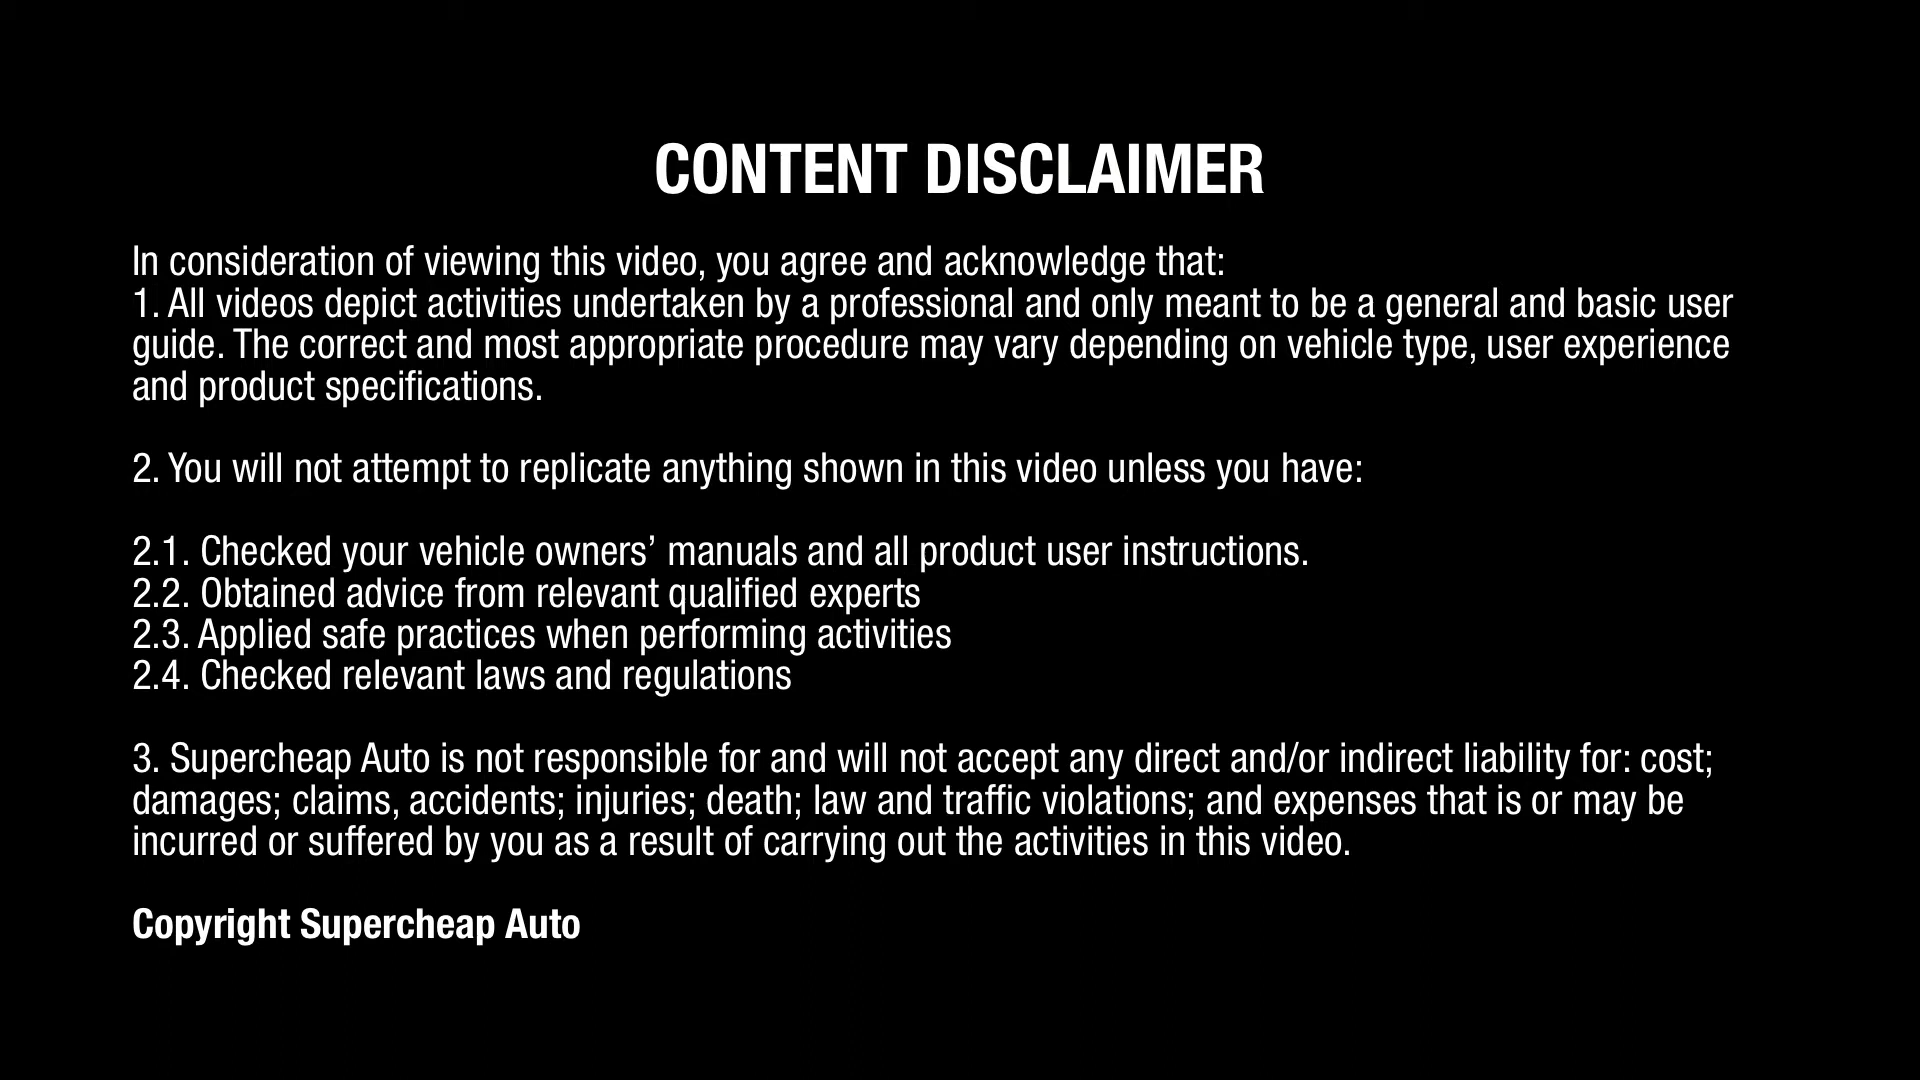 CONTENT DISCLAIMER
In consideration of viewing this video, you agree and acknowledge that:
1. All videos depict activities undertaken by a professional and only meant to be a general and basic user
guide. The correct and most appropriate procedure may vary depending on vehicle type, user experience
and product specifications.
2. You will not attempt to replicate anything shown in this video unless you have:
2.1. Checked your vehicle owners’ manuals and all product user instructions.
2.2. Obtained advice from relevant qualified experts
2.3. Applied safe practices when performing activities
2.4. Checked relevant laws and regulations
3. Supercheap Auto is not responsible for and will not accept any direct and/or indirect liability for: cost;
damages; claims, accidents; injuries; death; law and traffic violations; and expenses that is or may be
incurred or suffered by you as a result of carrying out the activities in this video.
Copyright Supercheap Auto